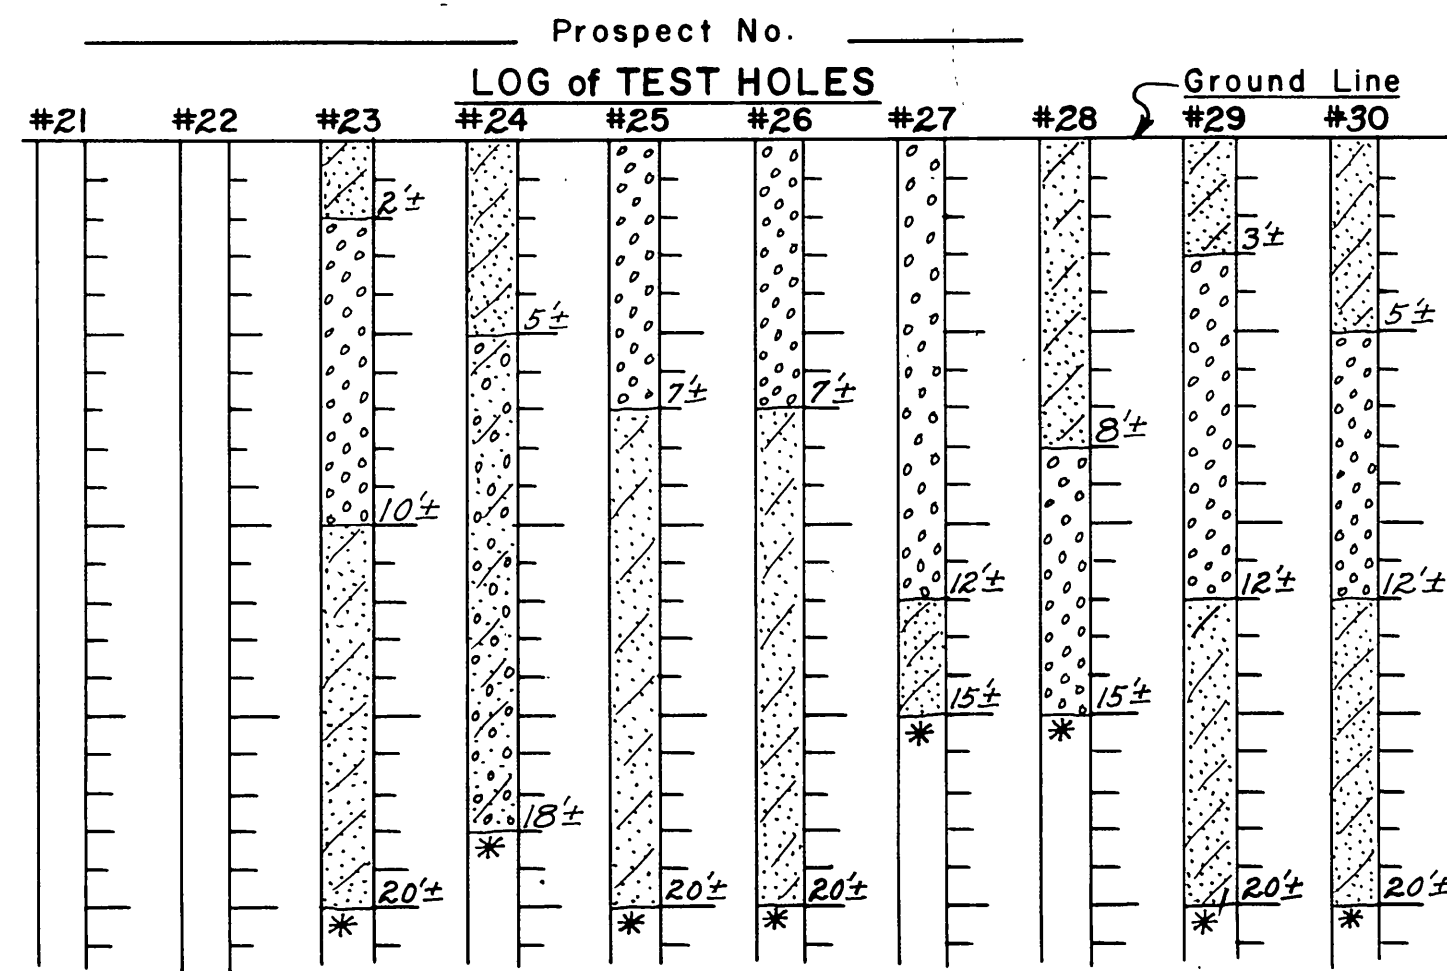 Prospect No.
LOG of TEST HOLES
Ground Line
#21 #22 #23 #24 #25 #26 #27 #28 #29 #30
2'±
3'±
5'± 5'±
7'± 7'±
8'±
10'±
12'± 12'± 12'±
15'± 15'±
* *
18'±
*
20'± 20'± 20'± 20'± 20'±
* * * * *